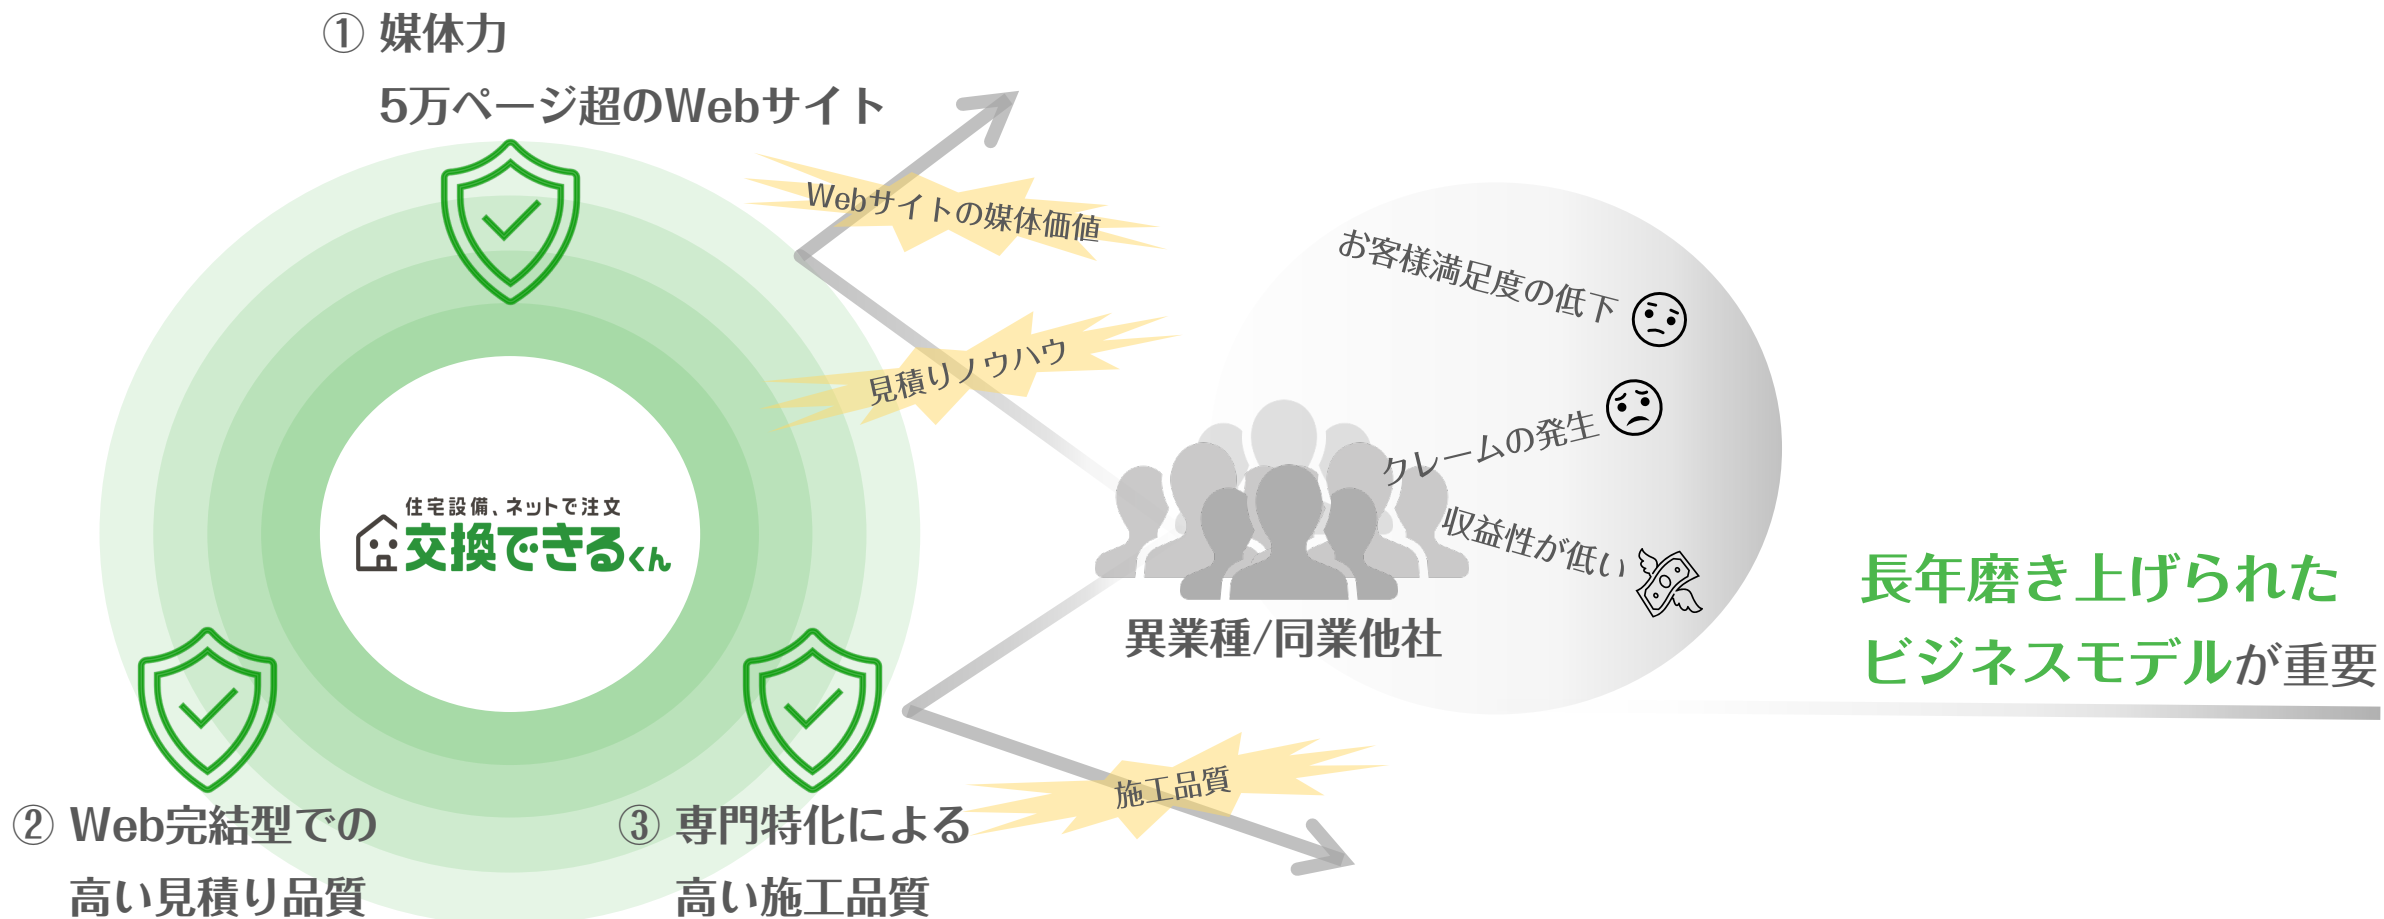 ① 媒体力
5万ページ超のWebサイト
Webサイトの媒体価値
見積りノウハウ
お客様満足度の低下
クレームの発生
収益性が低い
住宅設備、ネットで注文
交換できるくん
異業種/同業他社
長年磨き上げられた
ビジネスモデルが重要
施工品質
② Web完結型での
高い見積り品質
③ 専門特化による
高い施工品質